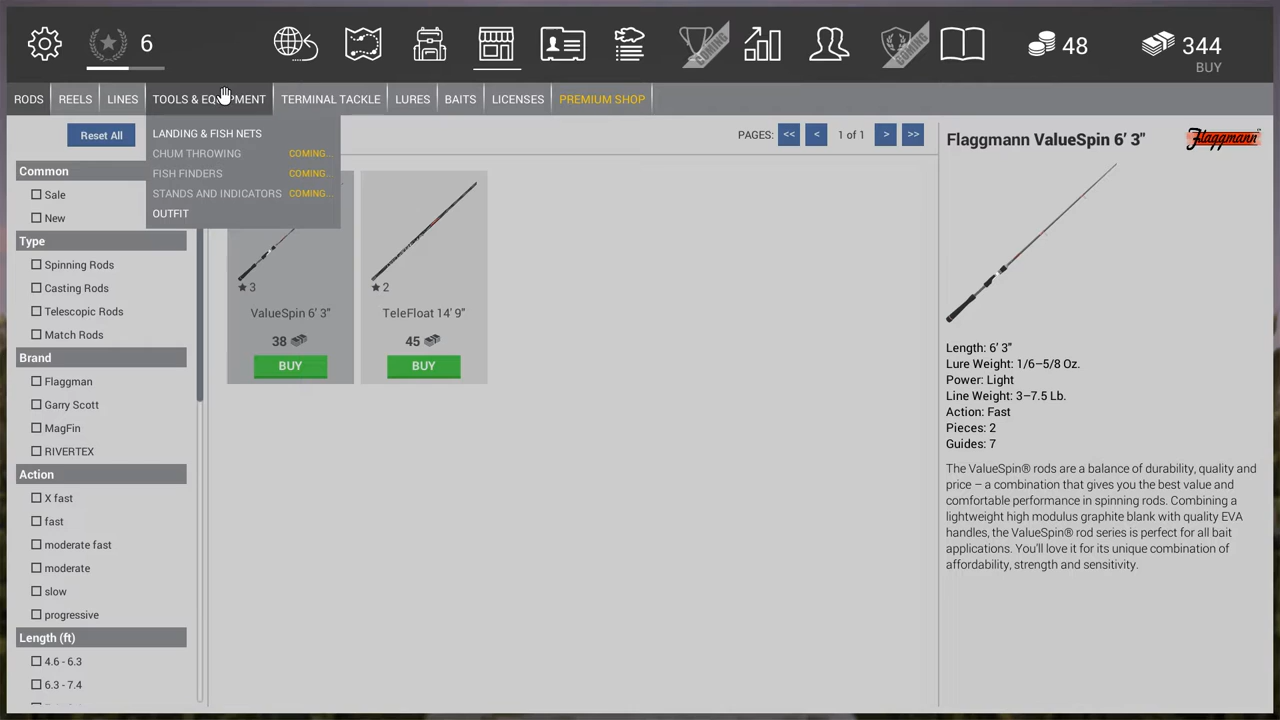 6
COMING
COMING
48
344
BUY
RODS
REELS
LINES
TOOLS & EQUIPMENT
TERMINAL TACKLE
LURES
BAITS
LICENSES
PREMIUM SHOP
Reset All
LANDING & FISH NETS
CHUM THROWING COMING...
FISH FINDERS COMING...
STANDS AND INDICATORS COMING...
OUTFIT
PAGES: << < 1 of 1 > >>
Common
Sale
New
Type
Spinning Rods
Casting Rods
Telescopic Rods
Match Rods
Brand
Flaggman
Garry Scott
MagFin
RIVERTEX
Action
X fast
fast
moderate fast
moderate
slow
progressive
Length (ft)
4.6 - 6.3
6.3 - 7.4
3
ValueSpin 6' 3"
38
BUY
2
TeleFloat 14' 9"
45
BUY
Flaggmann ValueSpin 6' 3"
Flaggmann
Length: 6' 3"
Lure Weight: 1/6–5/8 Oz.
Power: Light
Line Weight: 3–7.5 Lb.
Action: Fast
Pieces: 2
Guides: 7
The ValueSpin® rods are a balance of durability, quality and
price – a combination that gives you the best value and
comfortable performance in spinning rods. Combining a
lightweight high modulus graphite blank with quality EVA
handles, the ValueSpin® rod series is perfect for all bait
applications. You'll love it for its unique combination of
affordability, strength and sensitivity.